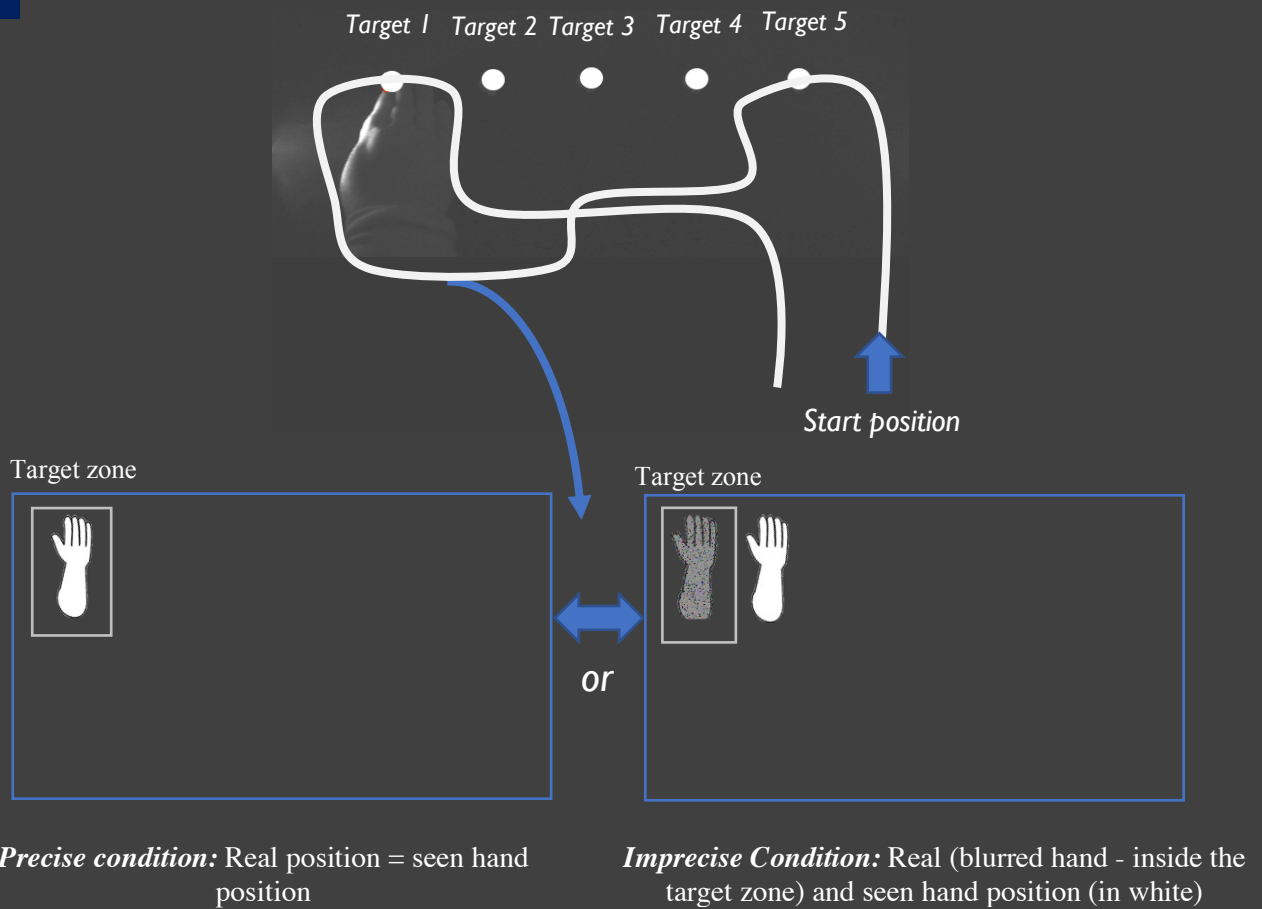 Target 1 Target 2 Target 3 Target 4 Target 5
Start position
Target zone
Target zone
or
Precise condition: Real position = seen hand
position
Imprecise Condition: Real (blurred hand - inside the
target zone) and seen hand position (in white)